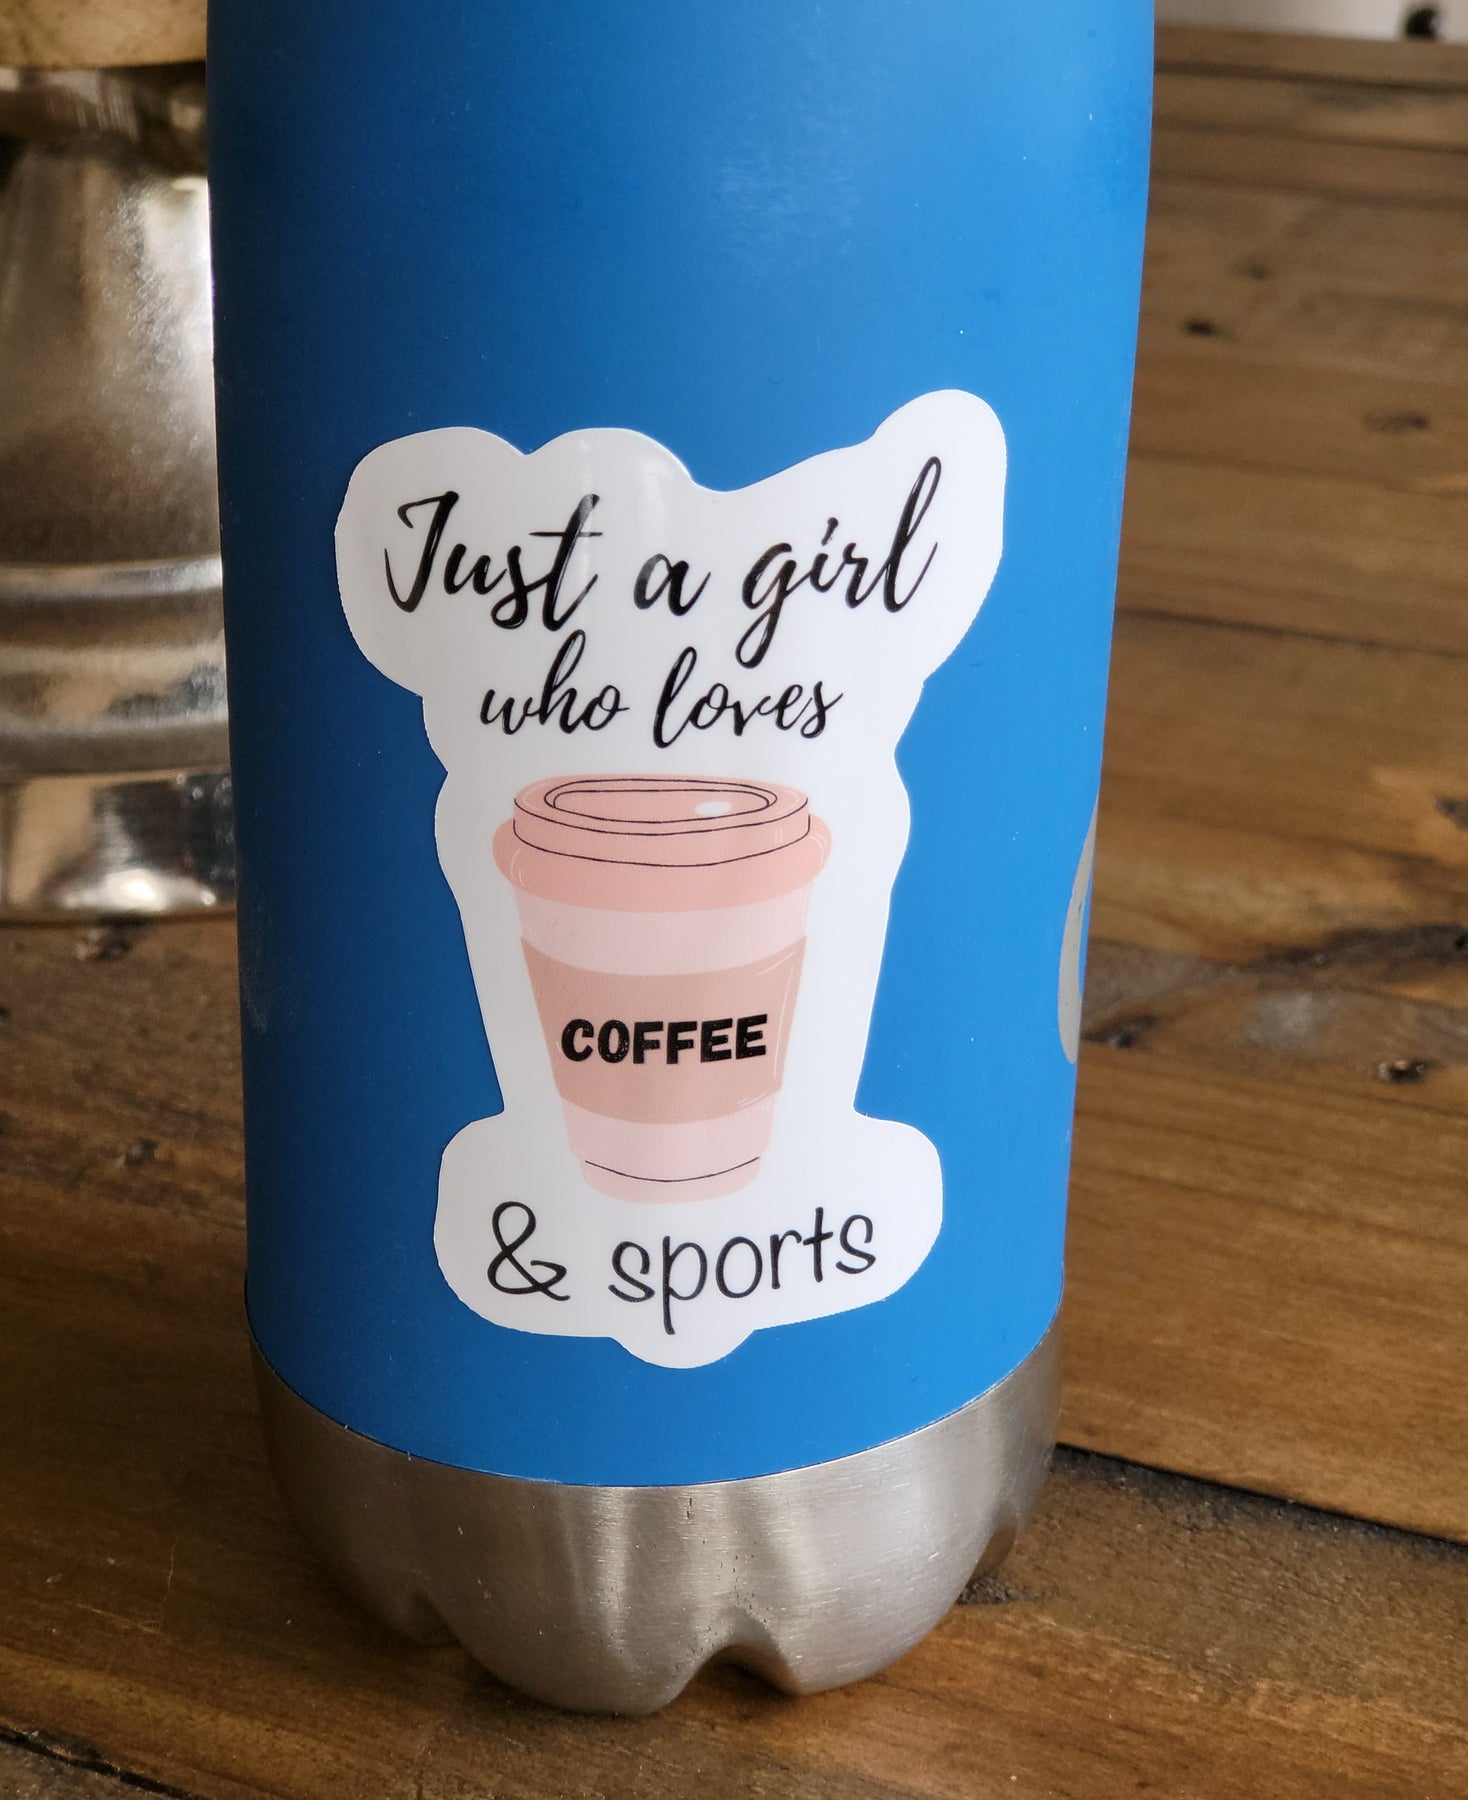 Just a girl
who loves
COFFEE
& sports